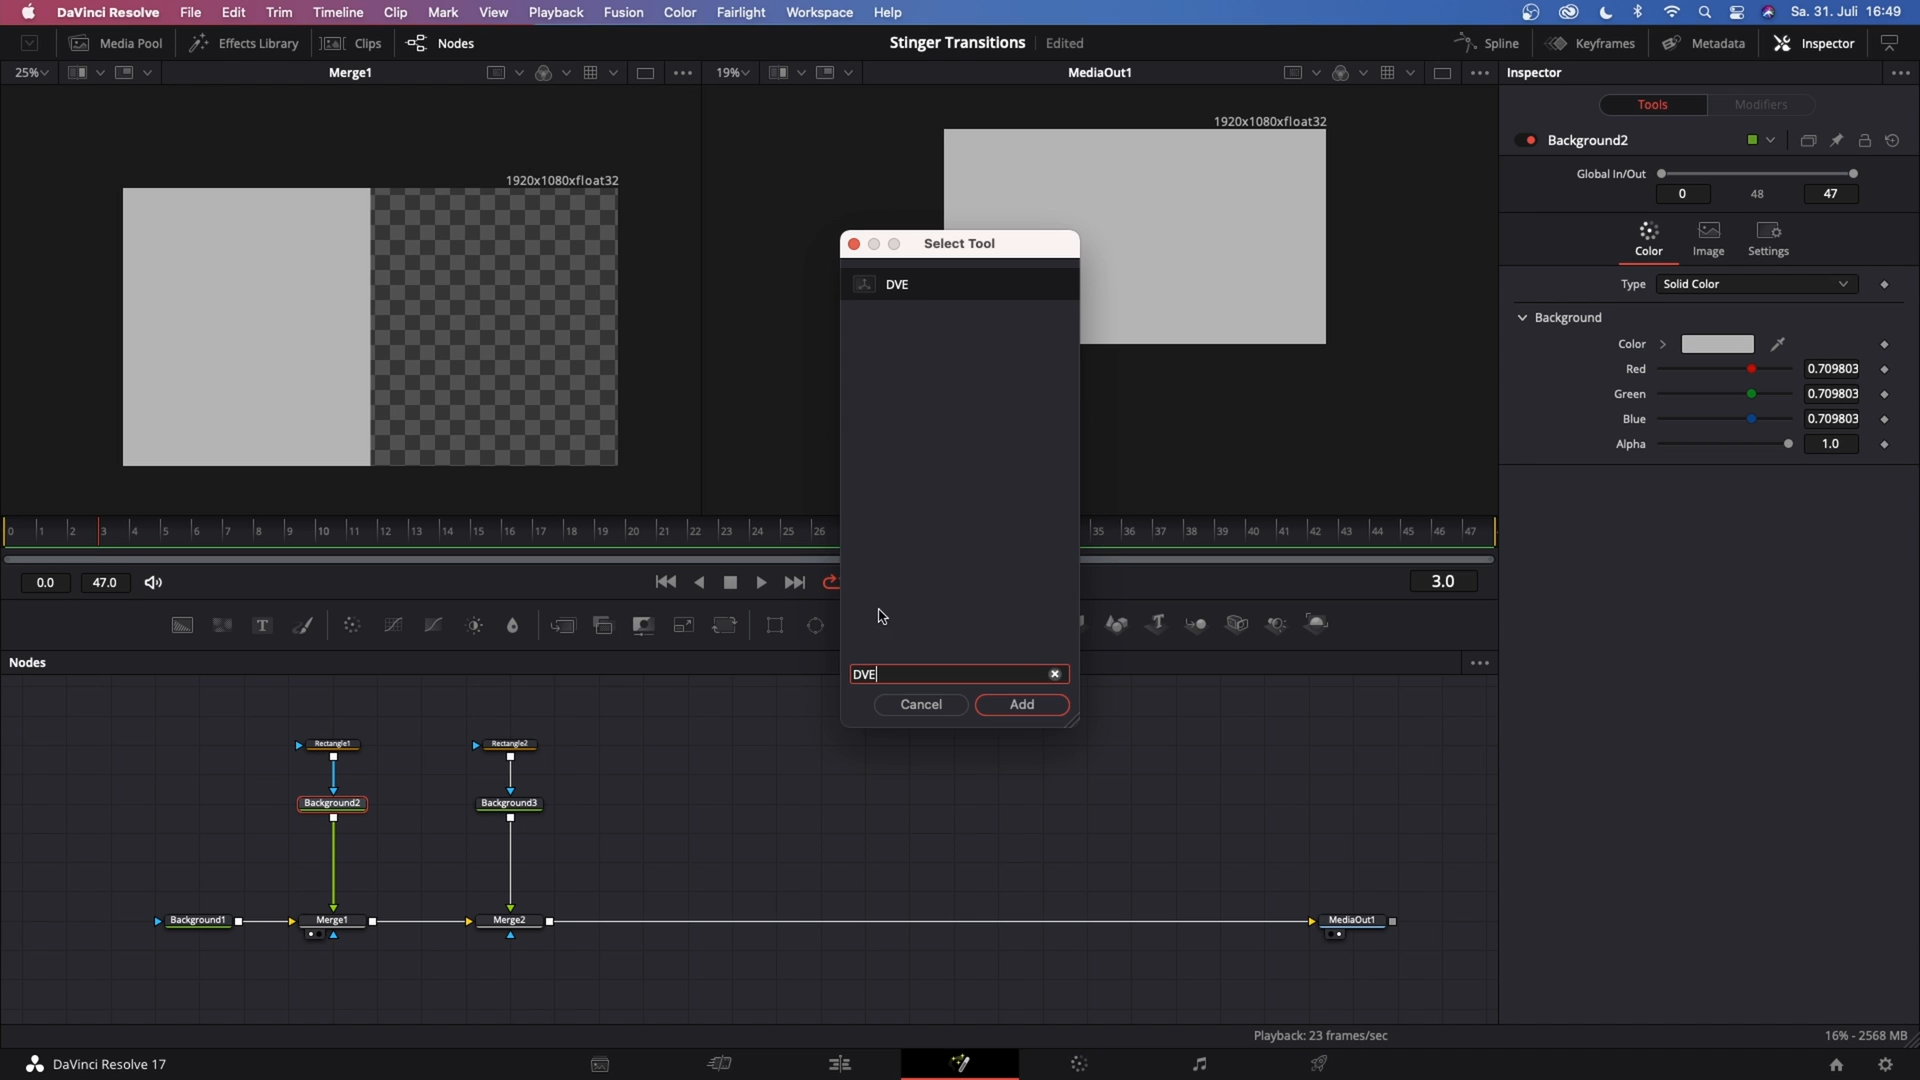 DaVinci Resolve File Edit Trim Timeline Clip Mark View Playback Fusion Color Fairlight Workspace Help Sa. 31. Juli 16:49
Media Pool Effects Library Clips Nodes Stinger Transitions Edited Spline Keyframes Metadata Inspector
25% Merge1 19% MediaOut1 Inspector
Tools Modifiers
1920x1080xfloat32
Background2
1920x1080xfloat32
Global In/Out
0 48 47
Select Tool
Color Image Settings
DVE
Type Solid Color
Background
Color
Red 0.709803
Green 0.709803
Blue 0.709803
Alpha 1.0
0 1 2 3 4 5 6 7 8 9 10 11 12 13 14 15 16 17 18 19 20 21 22 23 24 25 26 35 36 37 38 39 40 41 42 43 44 45 46 47
0.0 47.0 3.0
T T
Nodes
DVE
Cancel Add
Rectangle1 Rectangle2
Background2 Background3
Background1 Merge1 Merge2 MediaOut1
Playback: 23 frames/sec 16% - 2568 MB
DaVinci Resolve 17